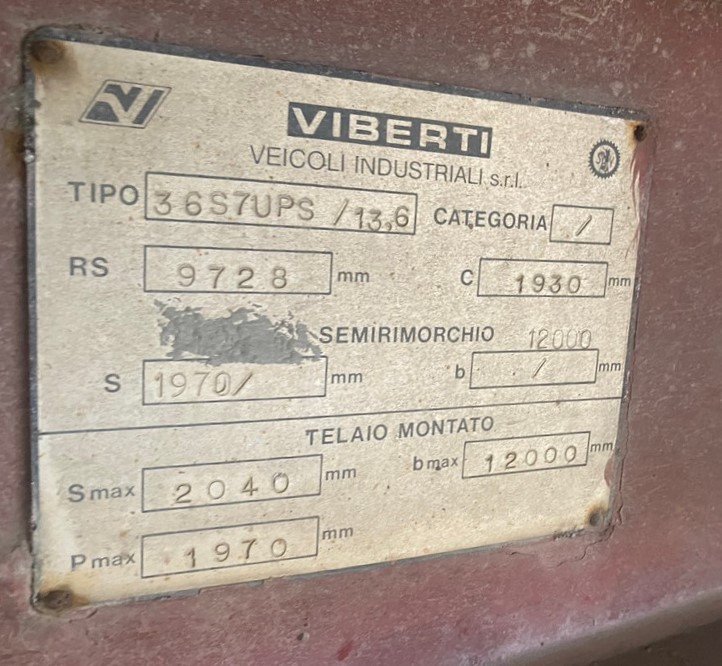 VIBERTI
VEICOLI INDUSTRIALI s.r.l.
TIPO 36S7UPS /13,6 CATEGORIA /
RS 9728 mm C 1930 mm
SEMIRIMORCHIO 12000
S 1970/ mm b / mm
TELAIO MONTATO
Smax 2040 mm bmax 12000 mm
Pmax 1970 mm